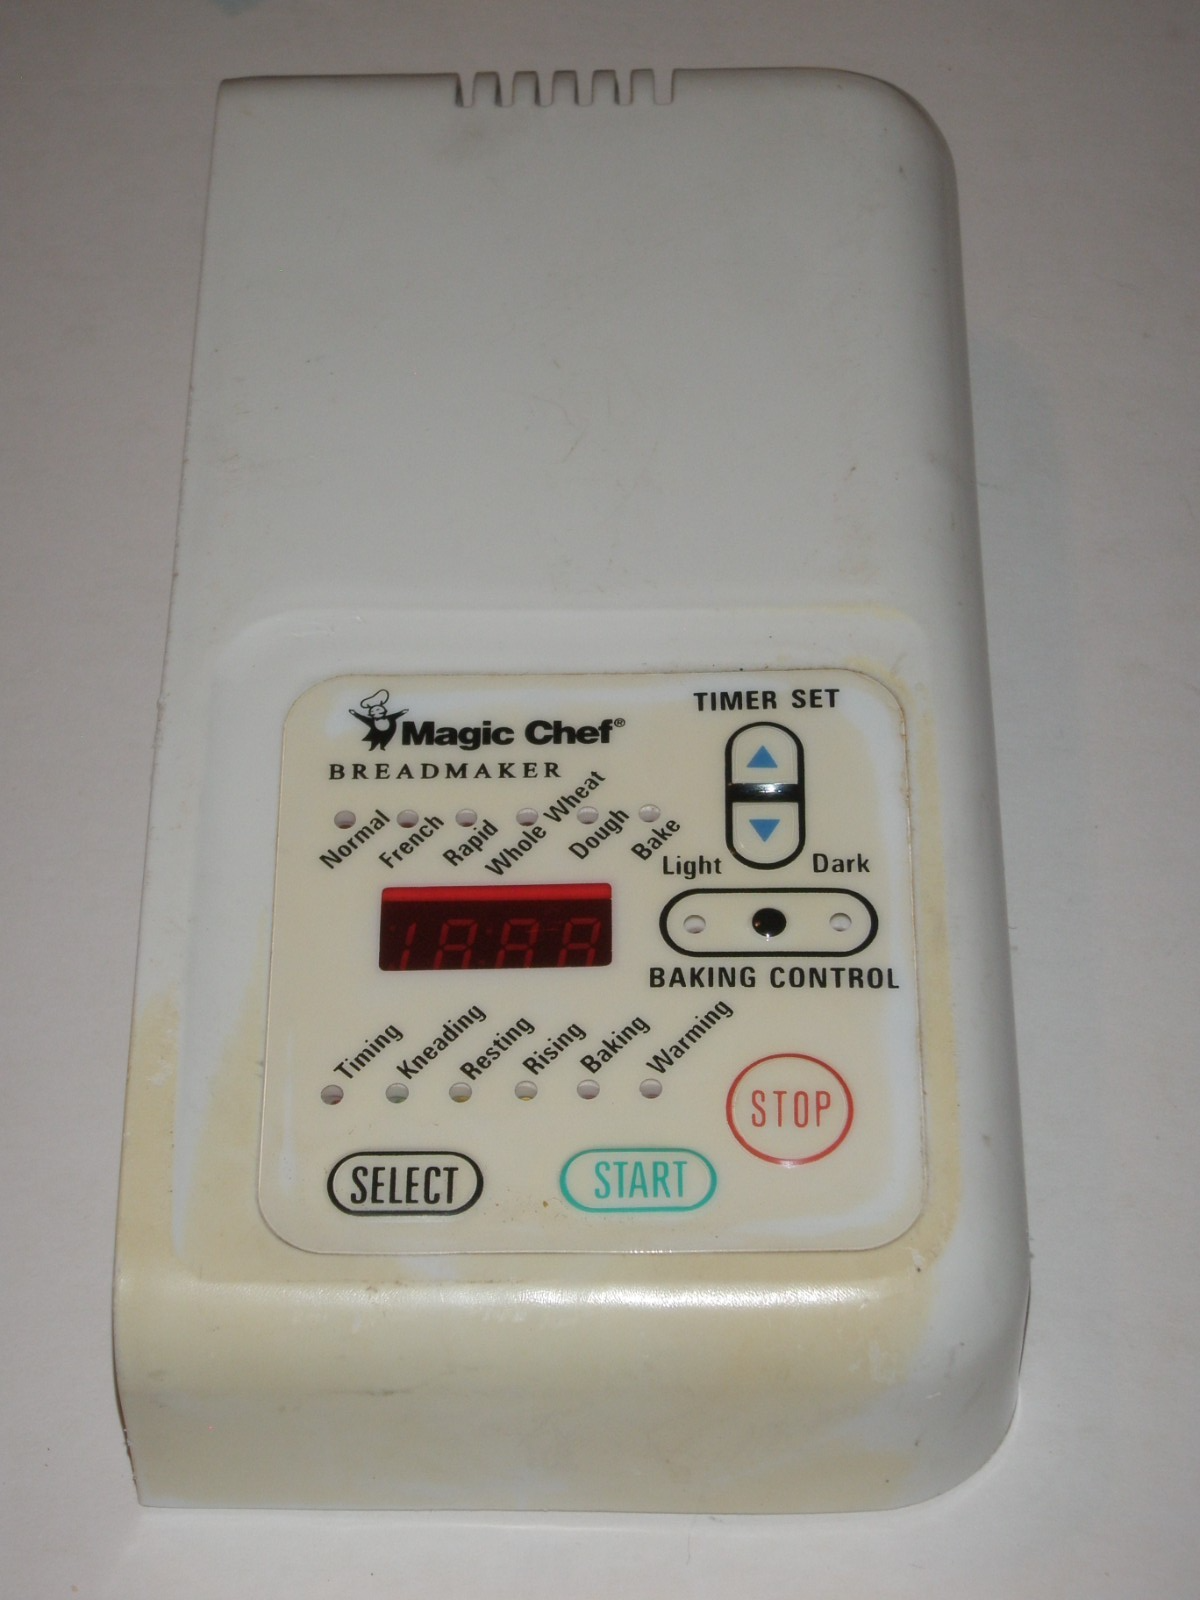 Magic Chef®
BREADMAKER
TIMER SET
Normal
French
Rapid
Whole Wheat
Dough
Bake
Light
Dark
BAKING CONTROL
Timing
Kneading
Resting
Rising
Baking
Warming
STOP
SELECT
START